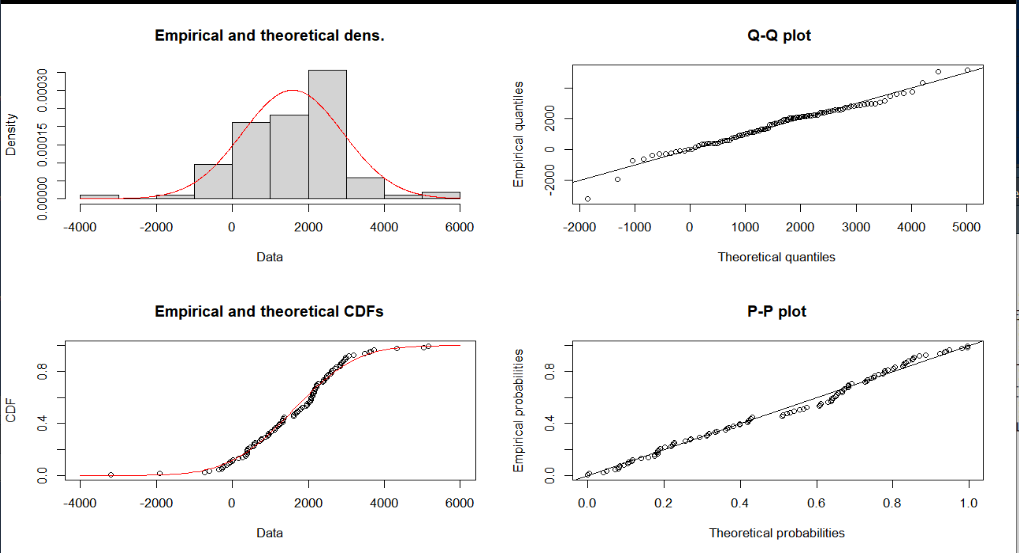 Empirical and theoretical dens.
Density
0.00000 0.00015 0.00030
-4000 -2000 0 2000 4000 6000
Data
Q-Q plot
Empirical quantiles
-2000 0 2000
-2000 -1000 0 1000 2000 3000 4000 5000
Theoretical quantiles
Empirical and theoretical CDFs
CDF
0.0 0.4 0.8
-4000 -2000 0 2000 4000 6000
Data
P-P plot
Empirical probabilities
0.0 0.4 0.8
0.0 0.2 0.4 0.6 0.8 1.0
Theoretical probabilities